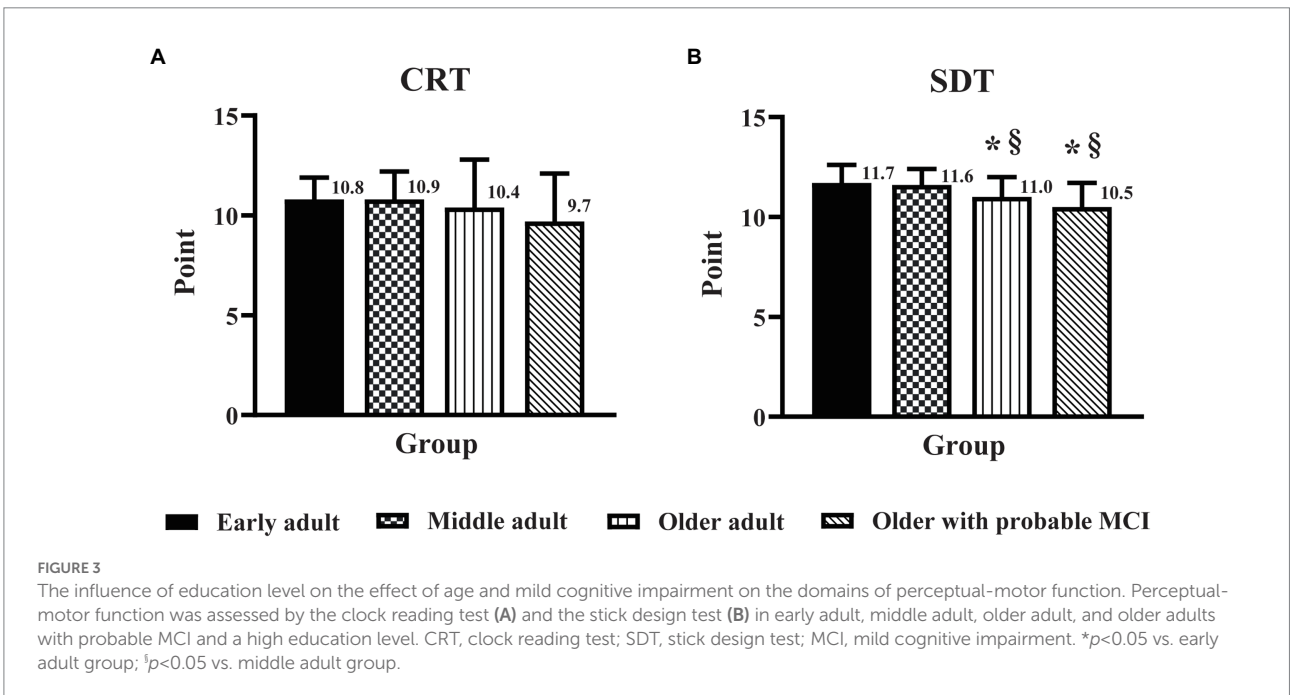 A
CRT
15
10
5
0
Point
10.8
10.9
10.4
9.7
Group
B
SDT
15
10
5
0
Point
11.7
11.6
* §
11.0
* §
10.5
Group
Early adult
Middle adult
Older adult
Older with probable MCI
FIGURE 3
The influence of education level on the effect of age and mild cognitive impairment on the domains of perceptual-motor function. Perceptual-
motor function was assessed by the clock reading test (A) and the stick design test (B) in early adult, middle adult, older adult, and older adults
with probable MCI and a high education level. CRT, clock reading test; SDT, stick design test; MCI, mild cognitive impairment. *p<0.05 vs. early
adult group; §p<0.05 vs. middle adult group.